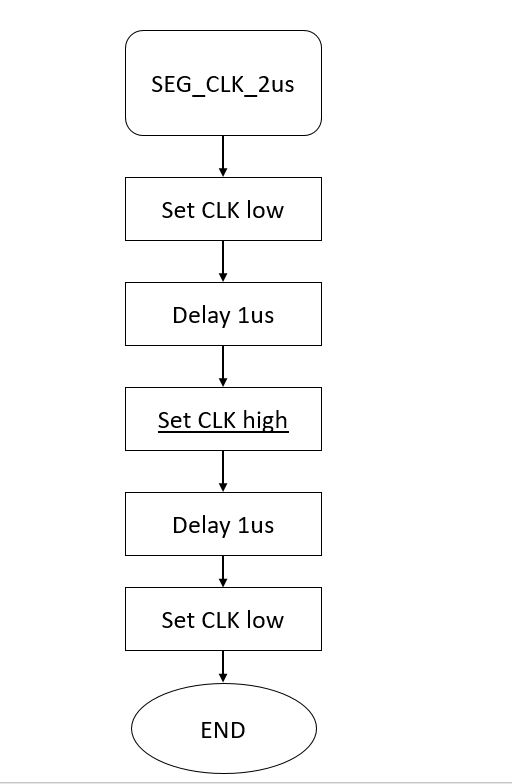 SEG_CLK_2us
Set CLK low
Delay 1us
Set CLK high
Delay 1us
Set CLK low
END